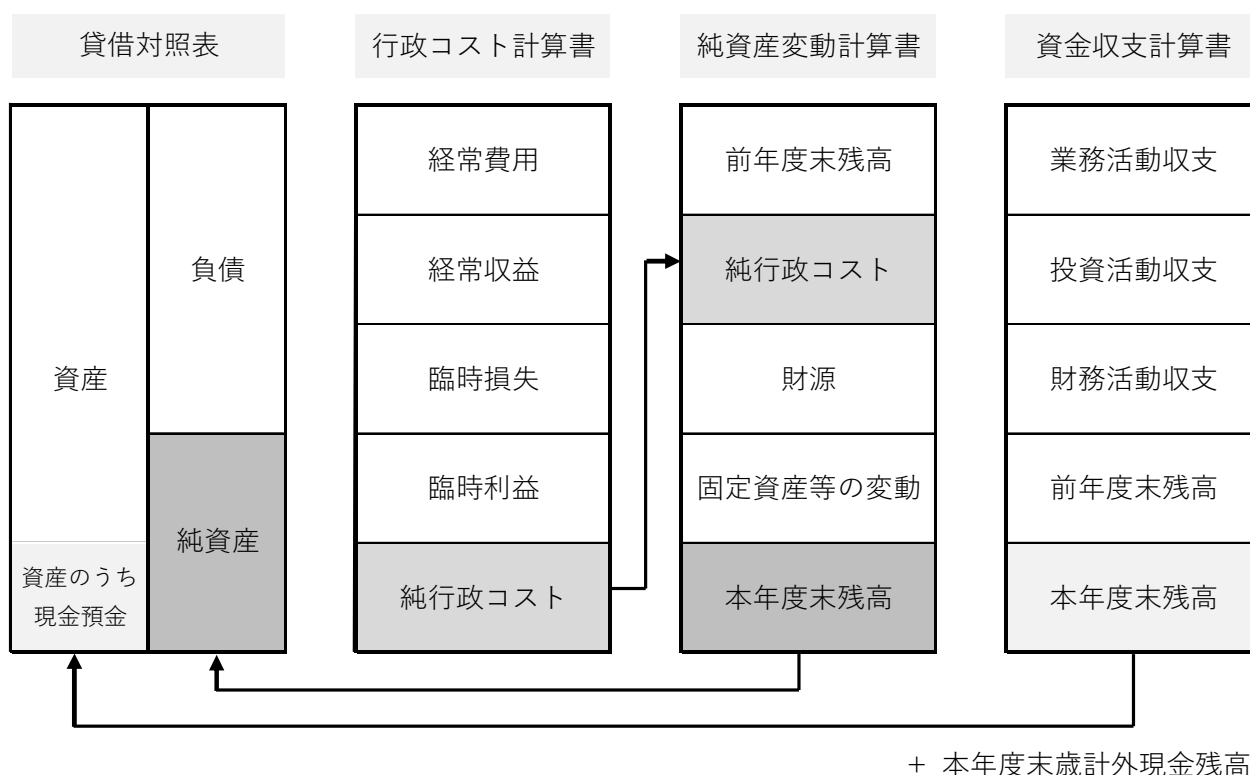 貸借対照表
行政コスト計算書
純資産変動計算書
資金収支計算書
資産
資産のうち
現金預金
負債
純資産
経常費用
経常収益
臨時損失
臨時利益
純行政コスト
前年度末残高
純行政コスト
財源
固定資産等の変動
本年度末残高
業務活動収支
投資活動収支
財務活動収支
前年度末残高
本年度末残高
+ 本年度末歳計外現金残高